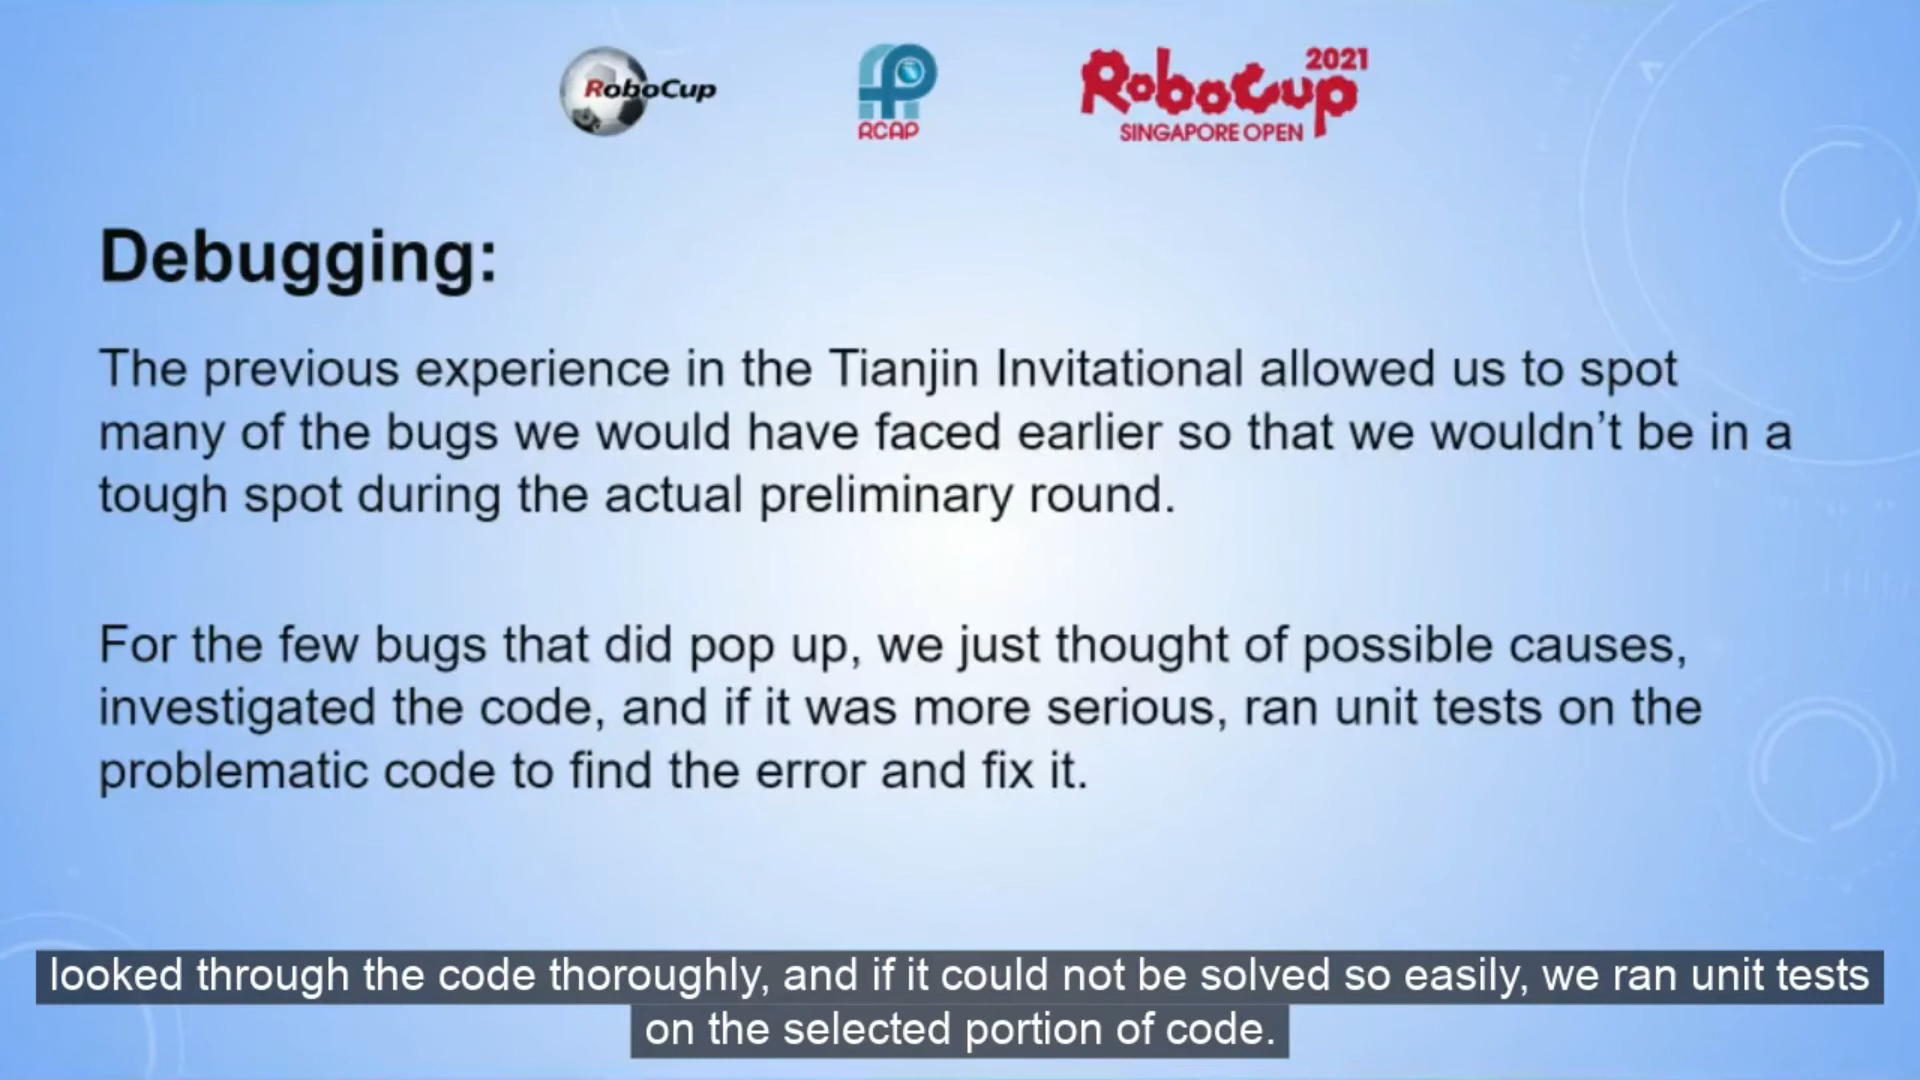 RoboCup
RCAP
2021
RoboCup
SINGAPORE OPEN
Debugging:
The previous experience in the Tianjin Invitational allowed us to spot
many of the bugs we would have faced earlier so that we wouldn’t be in a
tough spot during the actual preliminary round.
For the few bugs that did pop up, we just thought of possible causes,
investigated the code, and if it was more serious, ran unit tests on the
problematic code to find the error and fix it.
looked through the code thoroughly, and if it could not be solved so easily, we ran unit tests
on the selected portion of code.